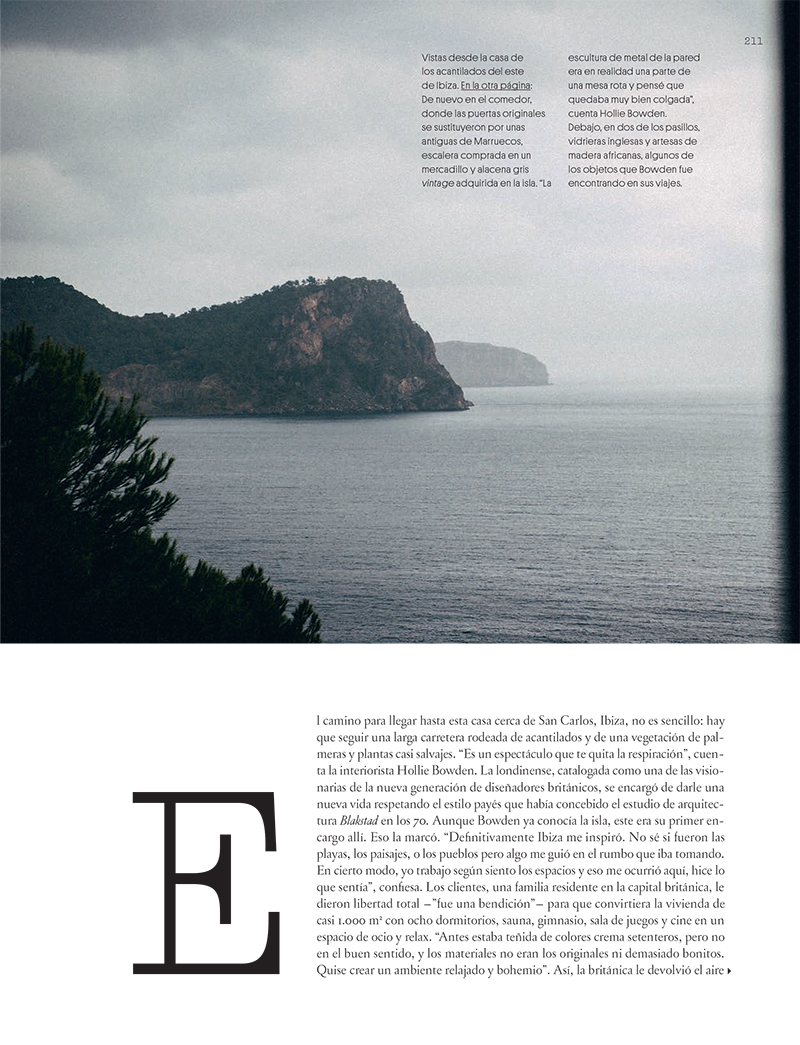 211
Vistas desde la casa de
los acantilados del este
de Ibiza. En la otra página:
De nuevo en el comedor,
donde las puertas originales
se sustituyeron por unas
antiguas de Marruecos,
escalera comprada en un
mercadillo y alacena gris
vintage adquirida en la isla. “La
escultura de metal de la pared
era en realidad una parte de
una mesa rota y pensé que
quedaba muy bien colgada”,
cuenta Hollie Bowden.
Debajo, en dos de los pasillos,
vidrieras inglesas y artesas de
madera africanas, algunos de
los objetos que Bowden fue
encontrando en sus viajes.
El camino para llegar hasta esta casa cerca de San Carlos, Ibiza, no es sencillo: hay
que seguir una larga carretera rodeada de acantilados y de una vegetación de pal-
meras y plantas casi salvajes. “Es un espectáculo que te quita la respiración”, cuen-
ta la interiorista Hollie Bowden. La londinense, catalogada como una de las visio-
narias de la nueva generación de diseñadores británicos, se encargó de darle una
nueva vida respetando el estilo payés que había concebido el estudio de arquitec-
tura Blakstad en los 70. Aunque Bowden ya conocía la isla, este era su primer en-
cargo allí. Eso la marcó. “Definitivamente Ibiza me inspiró. No sé si fueron las
playas, los paisajes, o los pueblos pero algo me guió en el rumbo que iba tomando.
En cierto modo, yo trabajo según siento los espacios y eso me ocurrió aquí, hice lo
que sentía”, confiesa. Los clientes, una familia residente en la capital británica, le
dieron libertad total –”fue una bendición”– para que convirtiera la vivienda de
casi 1.000 m² con ocho dormitorios, sauna, gimnasio, sala de juegos y cine en un
espacio de ocio y relax. “Antes estaba teñida de colores crema setenteros, pero no
en el buen sentido, y los materiales no eran los originales ni demasiado bonitos.
Quise crear un ambiente relajado y bohemio”. Así, la británica le devolvió el aire